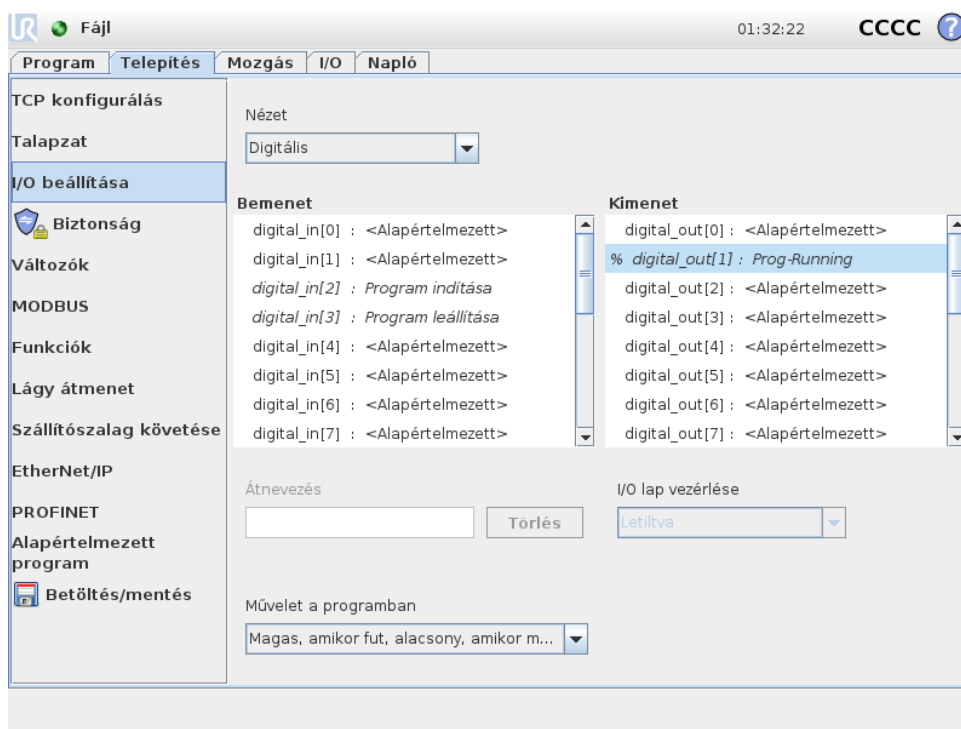 UR Fájl 01:32:22 CCCC ?
Program Telepítés Mozgás I/O Napló
TCP konfigurálás
Talapzat
I/O beállítása
Biztonság
Változók
MODBUS
Funkciók
Lágy átmenet
Szállítószalag követése
EtherNet/IP
PROFINET
Alapértelmezett
program
Betöltés/mentés
Nézet
Digitális
Bemenet
digital_in[0] : <Alapértelmezett>
digital_in[1] : <Alapértelmezett>
digital_in[2] : Program indítása
digital_in[3] : Program leállítása
digital_in[4] : <Alapértelmezett>
digital_in[5] : <Alapértelmezett>
digital_in[6] : <Alapértelmezett>
digital_in[7] : <Alapértelmezett>
Kimenet
digital_out[0] : <Alapértelmezett>
% digital_out[1] : Prog-Running
digital_out[2] : <Alapértelmezett>
digital_out[3] : <Alapértelmezett>
digital_out[4] : <Alapértelmezett>
digital_out[5] : <Alapértelmezett>
digital_out[6] : <Alapértelmezett>
digital_out[7] : <Alapértelmezett>
Átnevezés
Törlés
I/O lap vezérlése
Letiltva
Művelet a programban
Magas, amikor fut, alacsony, amikor m...